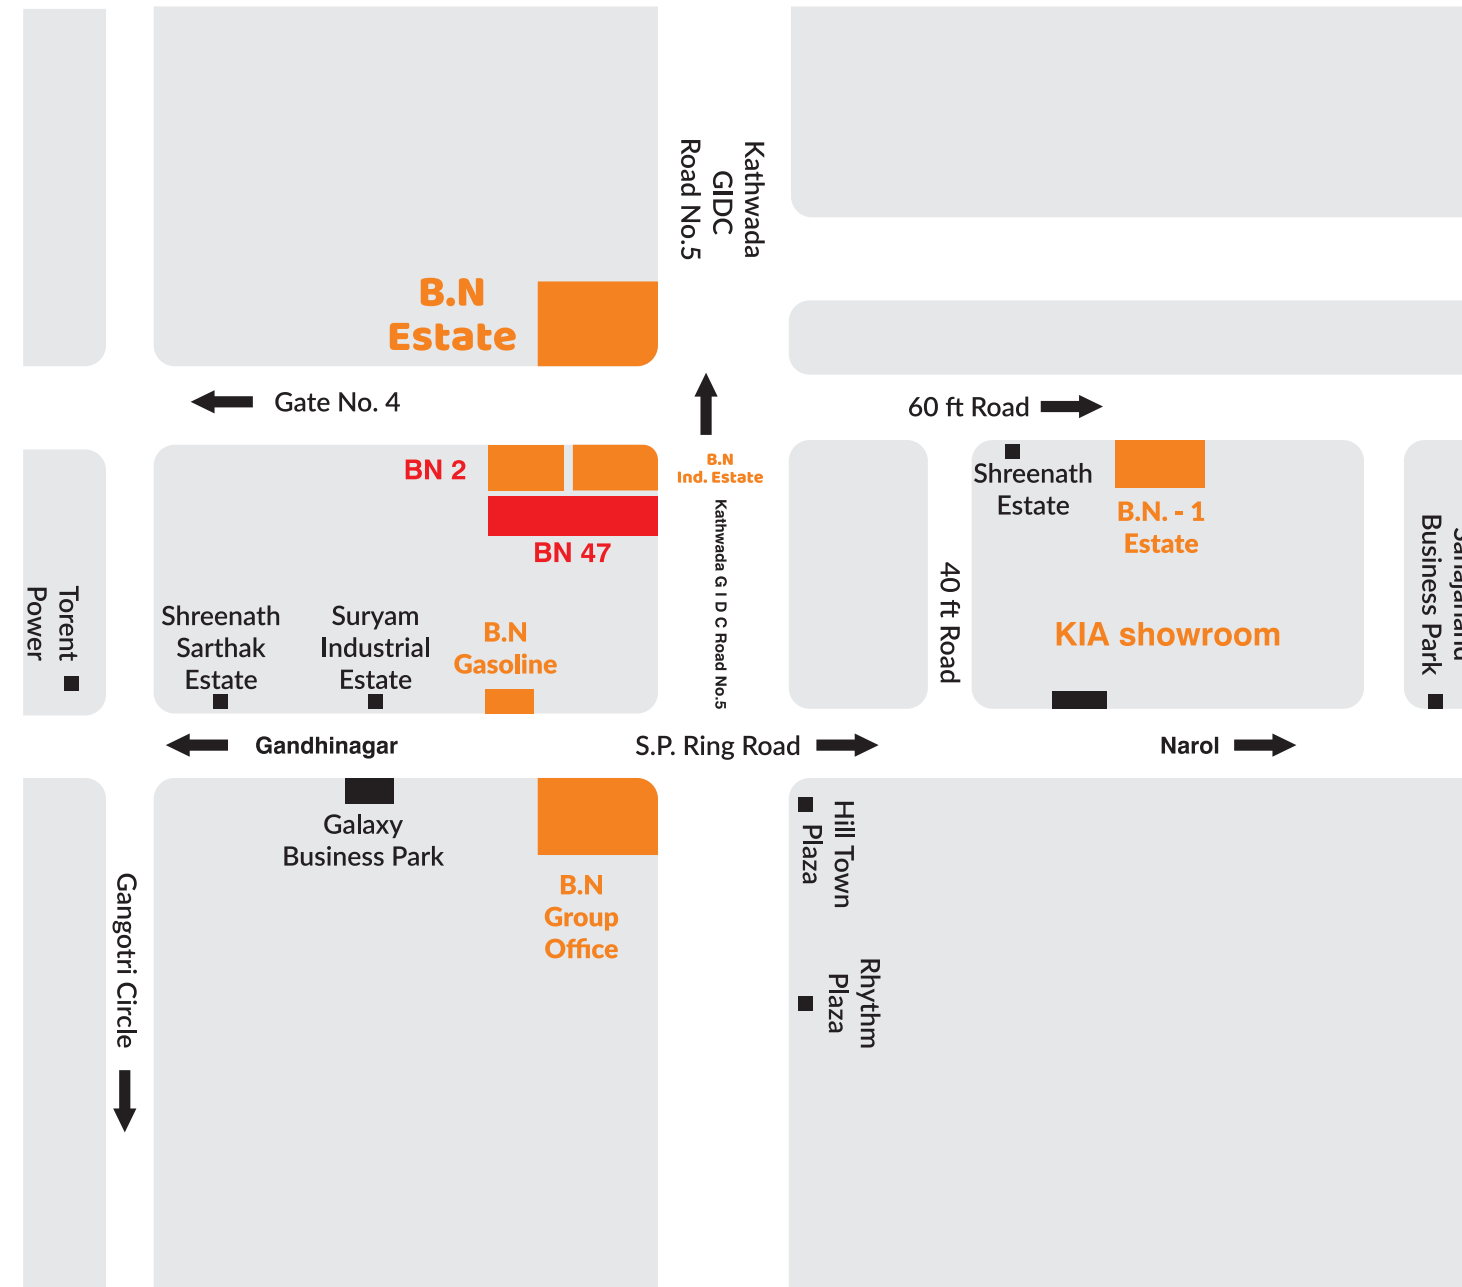 Kathwada
GIDC
Road No.5
B.N
Estate
Gate No. 4
60 ft Road
BN 2
B.N
Ind. Estate
BN 47
Kathwada G I D C Road No.5
Shreenath
Estate
B.N. - 1
Estate
40 ft Road
KIA showroom
Business Park
Torent
Power
Shreenath
Sarthak
Estate
Suryam
Industrial
Estate
B.N
Gasoline
Gandhinagar
S.P. Ring Road
Narol
Galaxy
Business Park
B.N
Group
Office
Hill Town
Plaza
Rhythm
Plaza
Gangotri Circle